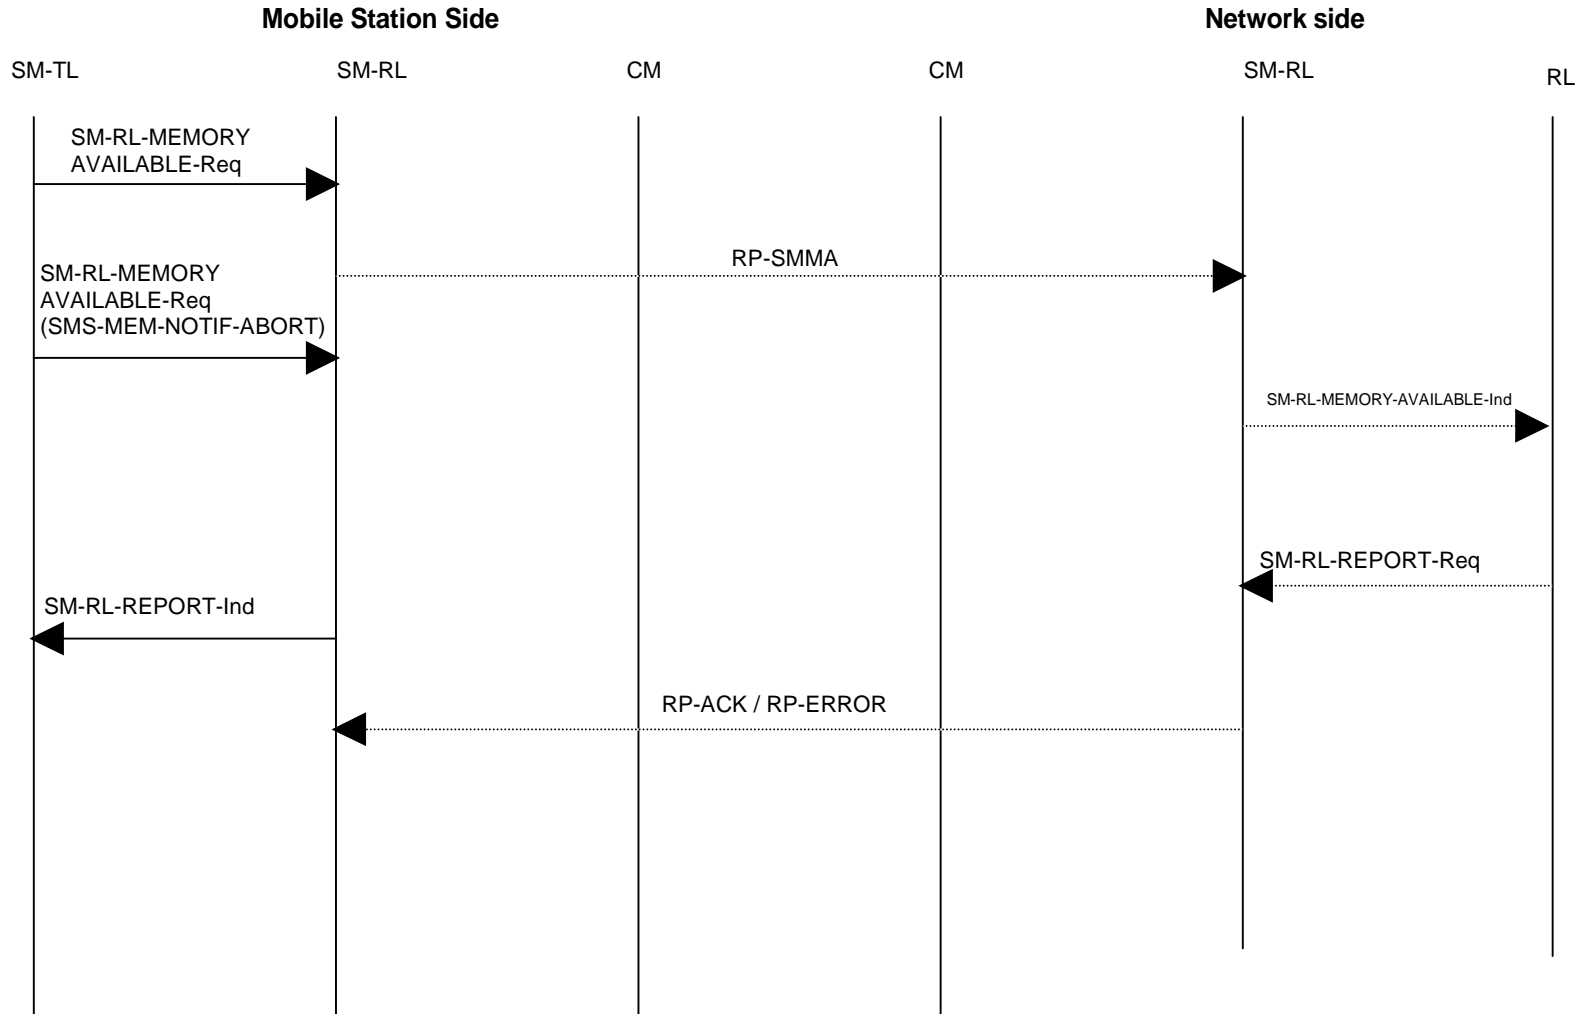 Mobile Station Side
Network side
SM-TL
SM-RL
CM
CM
SM-RL
RL
SM-RL-MEMORY
AVAILABLE-Req
RP-SMMA
SM-RL-MEMORY
AVAILABLE-Req
(SMS-MEM-NOTIF-ABORT)
SM-RL-MEMORY-AVAILABLE-Ind
SM-RL-REPORT-Req
SM-RL-REPORT-Ind
RP-ACK / RP-ERROR